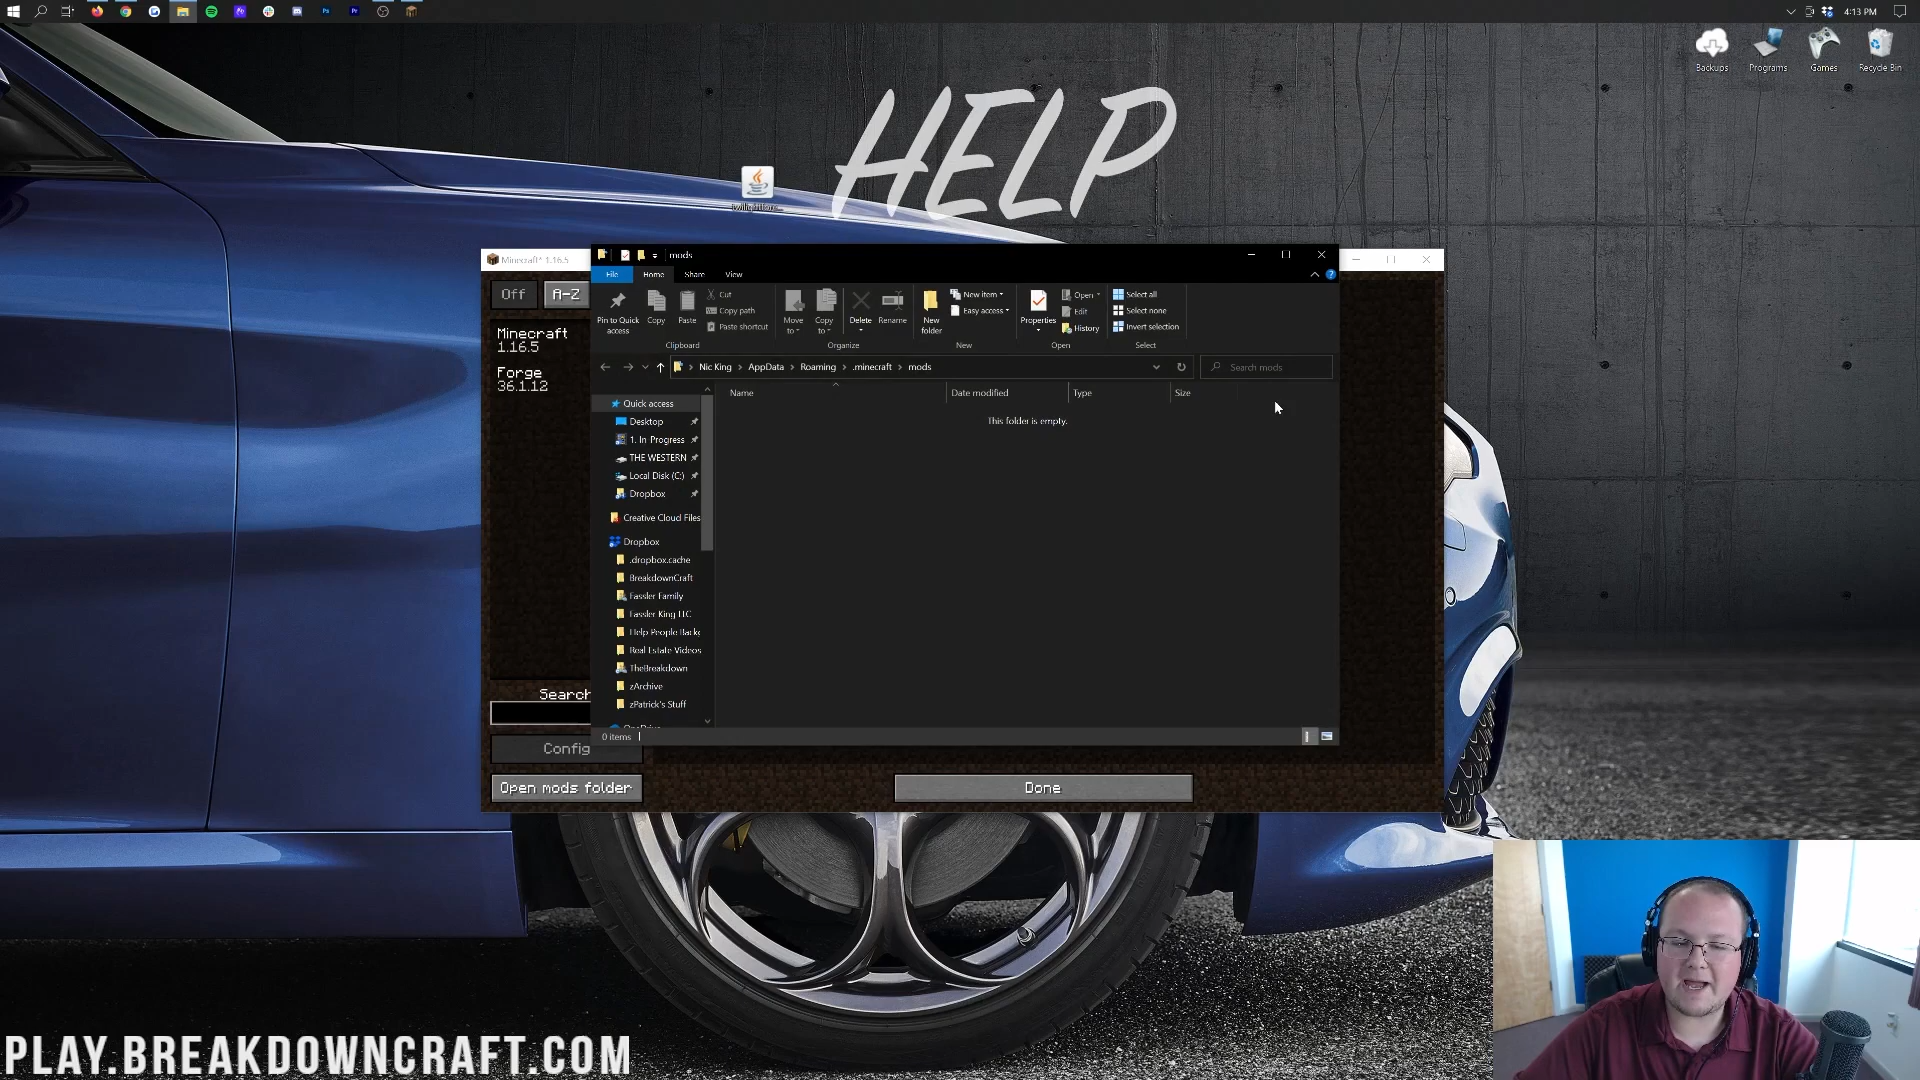 4:13 PM
Backups
Programs
Games
Recycle Bin
HELP
Minecraft* 1.16.5
mods
File
Home
Share
View
Off
A-Z
Pin to Quick access
Copy
Paste
Cut
Copy path
Paste shortcut
Move to
Copy to
Delete
Rename
New folder
New item
Easy access
Properties
Open
Edit
History
Select all
Select none
Invert selection
Clipboard
Organize
New
Open
Select
Minecraft
1.16.5
Forge
36.1.12
Nic King
AppData
Roaming
.minecraft
mods
Search mods
Name
Date modified
Type
Size
This folder is empty.
Quick access
Desktop
1. In Progress
THE WESTERN
Local Disk (C:)
Dropbox
Creative Cloud Files
Dropbox
.dropbox.cache
BreakdownCraft
Fassler Family
Fassler King LLC
Help People Back
Real Estate Videos
TheBreakdown
zArchive
zPatrick's Stuff
0 items
Search
Config
Open mods folder
Done
PLAY.BREAKDOWNCRAFT.COM